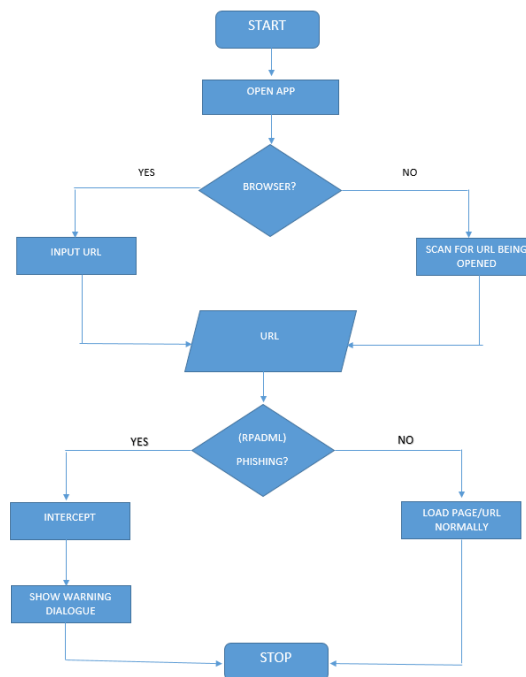 START
OPEN APP
YES
BROWSER?
NO
INPUT URL
SCAN FOR URL BEING
OPENED
URL
YES
(RPADML)
PHISHING?
NO
INTERCEPT
LOAD PAGE/URL
NORMALLY
SHOW WARNING
DIALOGUE
STOP